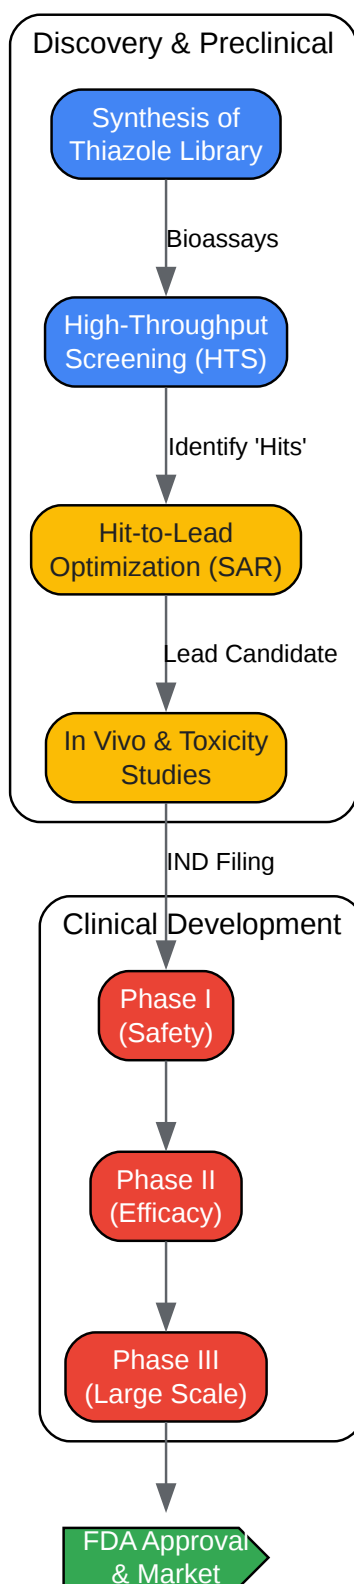 Discovery & Preclinical
Synthesis of
Thiazole Library
Bioassays
High-Throughput
Screening (HTS)
Identify 'Hits'
Hit-to-Lead
Optimization (SAR)
Lead Candidate
In Vivo & Toxicity
Studies
IND Filing
Clinical Development
Phase I
(Safety)
Phase II
(Efficacy)
Phase III
(Large Scale)
FDA Approval
& Market